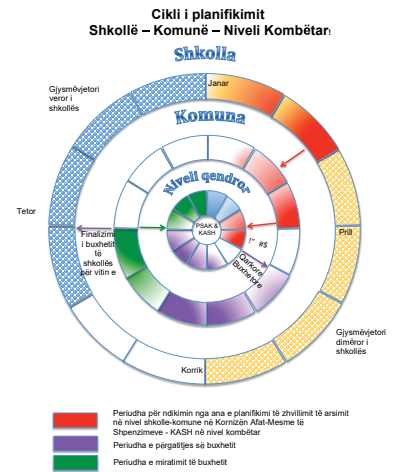 Cikli i planifikimit
Shkollë – Komunë – Niveli Kombëtar
Shkolla
Gjysmëvjetori
veror i
shkollës
Janar
Komuna
Niveli qendror
Tetor
PSAK &
KASH
Finalizimi
i buxhetit
të
shkollës
për vitin e
!" #$
Qarkore
Buxhetore
Prill
Gjysmëvjetori
dimëror i
shkollës
Korrik
Periudha për ndikimin nga ana e planifikimi të zhvillimit të arsimit
në nivel shkolle-komune në Kornizën Afat-Mesme të
Shpenzimeve - KASH në nivel kombëtar
Periudha e përgatitjes së buxhetit
Periudha e miratimit të buxhetit